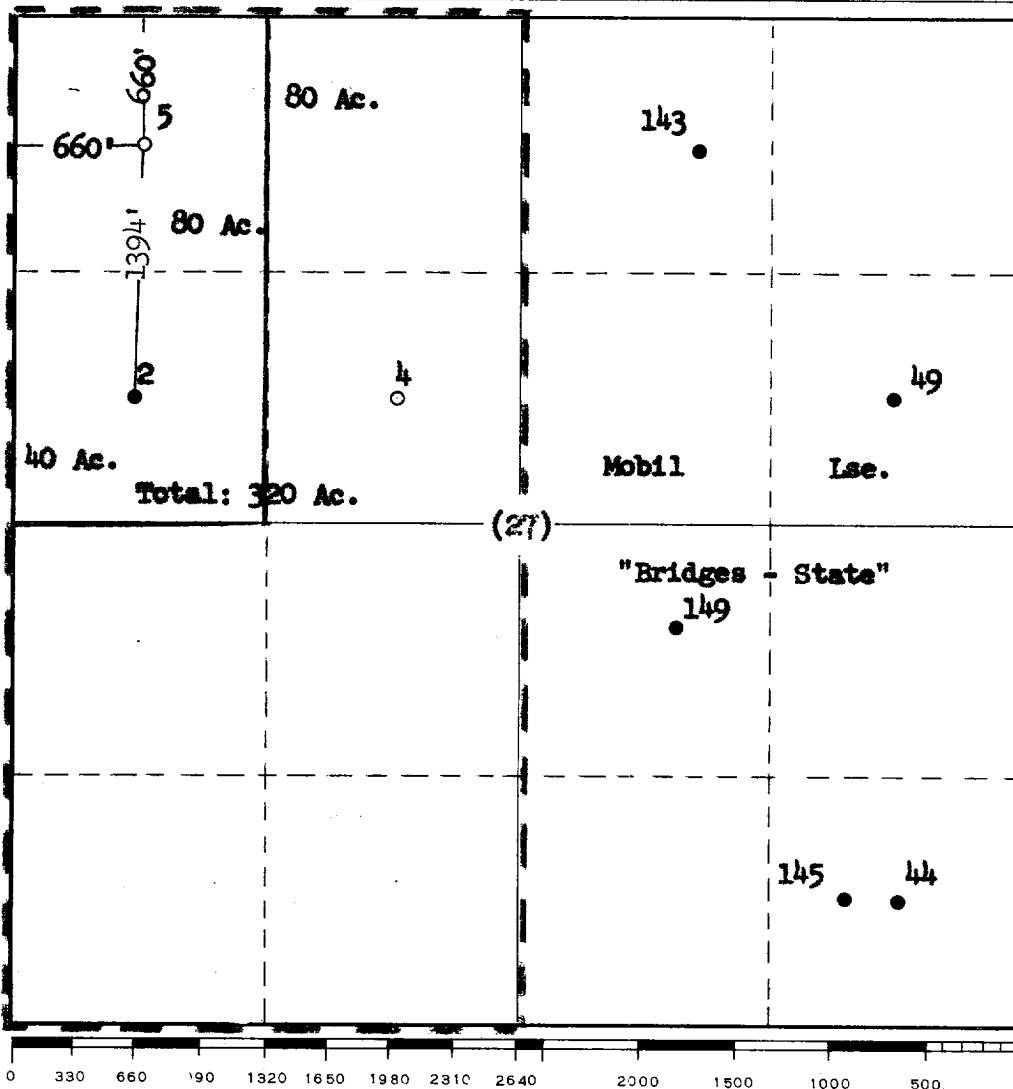 660'
80 Ac.
5
143
660'
80 Ac.
1394'
2
4
49
40 Ac.
Mobil Lse.
Total: 320 Ac.
(27)
"Bridges - State"
149
145 44
0 330 660 990 1320 1650 1980 2310 2640 2000 1500 1000 500